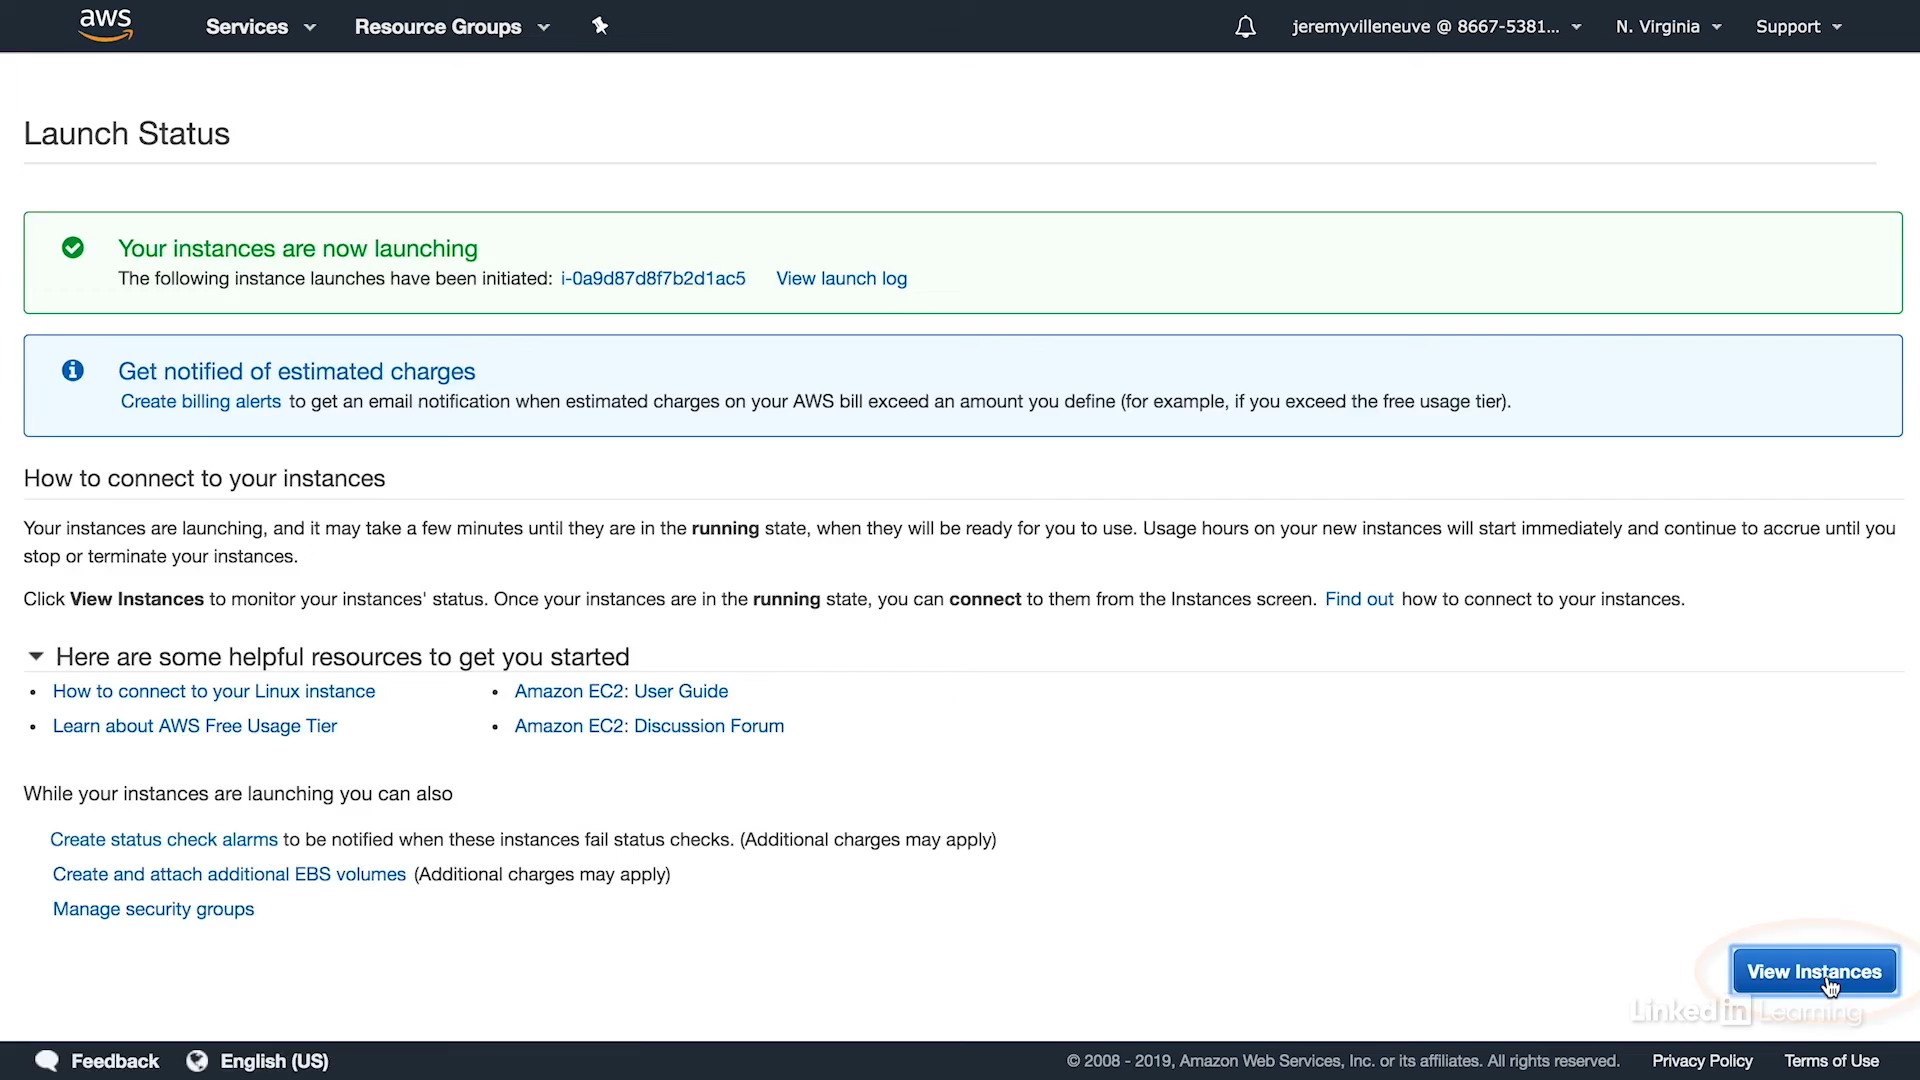 aws Services Resource Groups jeremyvilleneuve @ 8667-5381... N. Virginia Support
Launch Status
Your instances are now launching
The following instance launches have been initiated: i-0a9d87d8f7b2d1ac5 View launch log
Get notified of estimated charges
Create billing alerts to get an email notification when estimated charges on your AWS bill exceed an amount you define (for example, if you exceed the free usage tier).
How to connect to your instances
Your instances are launching, and it may take a few minutes until they are in the running state, when they will be ready for you to use. Usage hours on your new instances will start immediately and continue to accrue until you
stop or terminate your instances.
Click View Instances to monitor your instances' status. Once your instances are in the running state, you can connect to them from the Instances screen. Find out how to connect to your instances.
Here are some helpful resources to get you started
• How to connect to your Linux instance • Amazon EC2: User Guide
• Learn about AWS Free Usage Tier • Amazon EC2: Discussion Forum
While your instances are launching you can also
Create status check alarms to be notified when these instances fail status checks. (Additional charges may apply)
Create and attach additional EBS volumes (Additional charges may apply)
Manage security groups
View Instances
Linked in Learning
Feedback English (US) © 2008 - 2019, Amazon Web Services, Inc. or its affiliates. All rights reserved. Privacy Policy Terms of Use